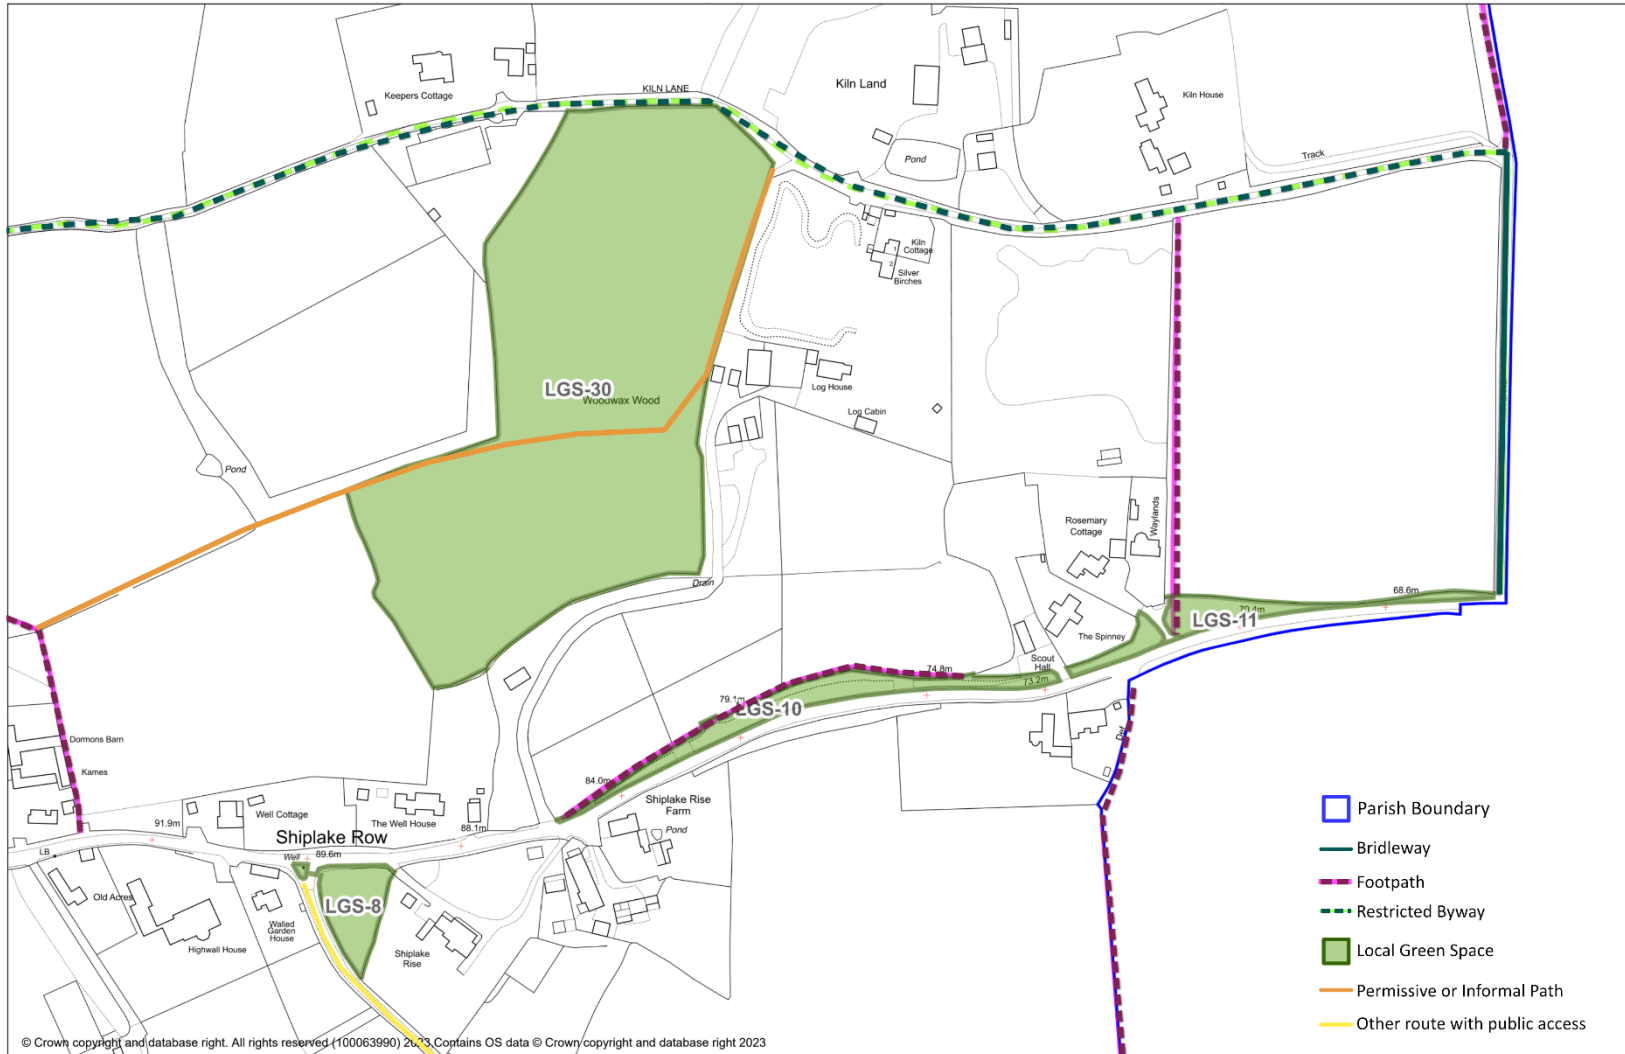 KILN LANE
Keepers Cottage
Kiln Land
Kiln House
Pond
Track
Kiln
Cottage
1
2
Silver
Birches
LGS-30
Woodwax Wood
Log House
Log Cabin
Pond
Drain
Rosemary
Cottage
Waylands
The Spinney
Scout
Hall
LGS-11
70.4m
68.6m
74.8m
73.2m
79.1m
LGS-10
84.0m
Def
Dormons Barn
Kames
Well Cottage
The Well House
91.9m
88.1m
Shiplake Row
Shiplake Rise
Farm
Pond
LB
Well
89.6m
Old Acres
Highwall House
Walled
Garden
House
LGS-8
Shiplake
Rise
Parish Boundary
Bridleway
Footpath
Restricted Byway
Local Green Space
Permissive or Informal Path
Other route with public access
© Crown copyright and database right. All rights reserved (100063990) 2023 Contains OS data © Crown copyright and database right 2023